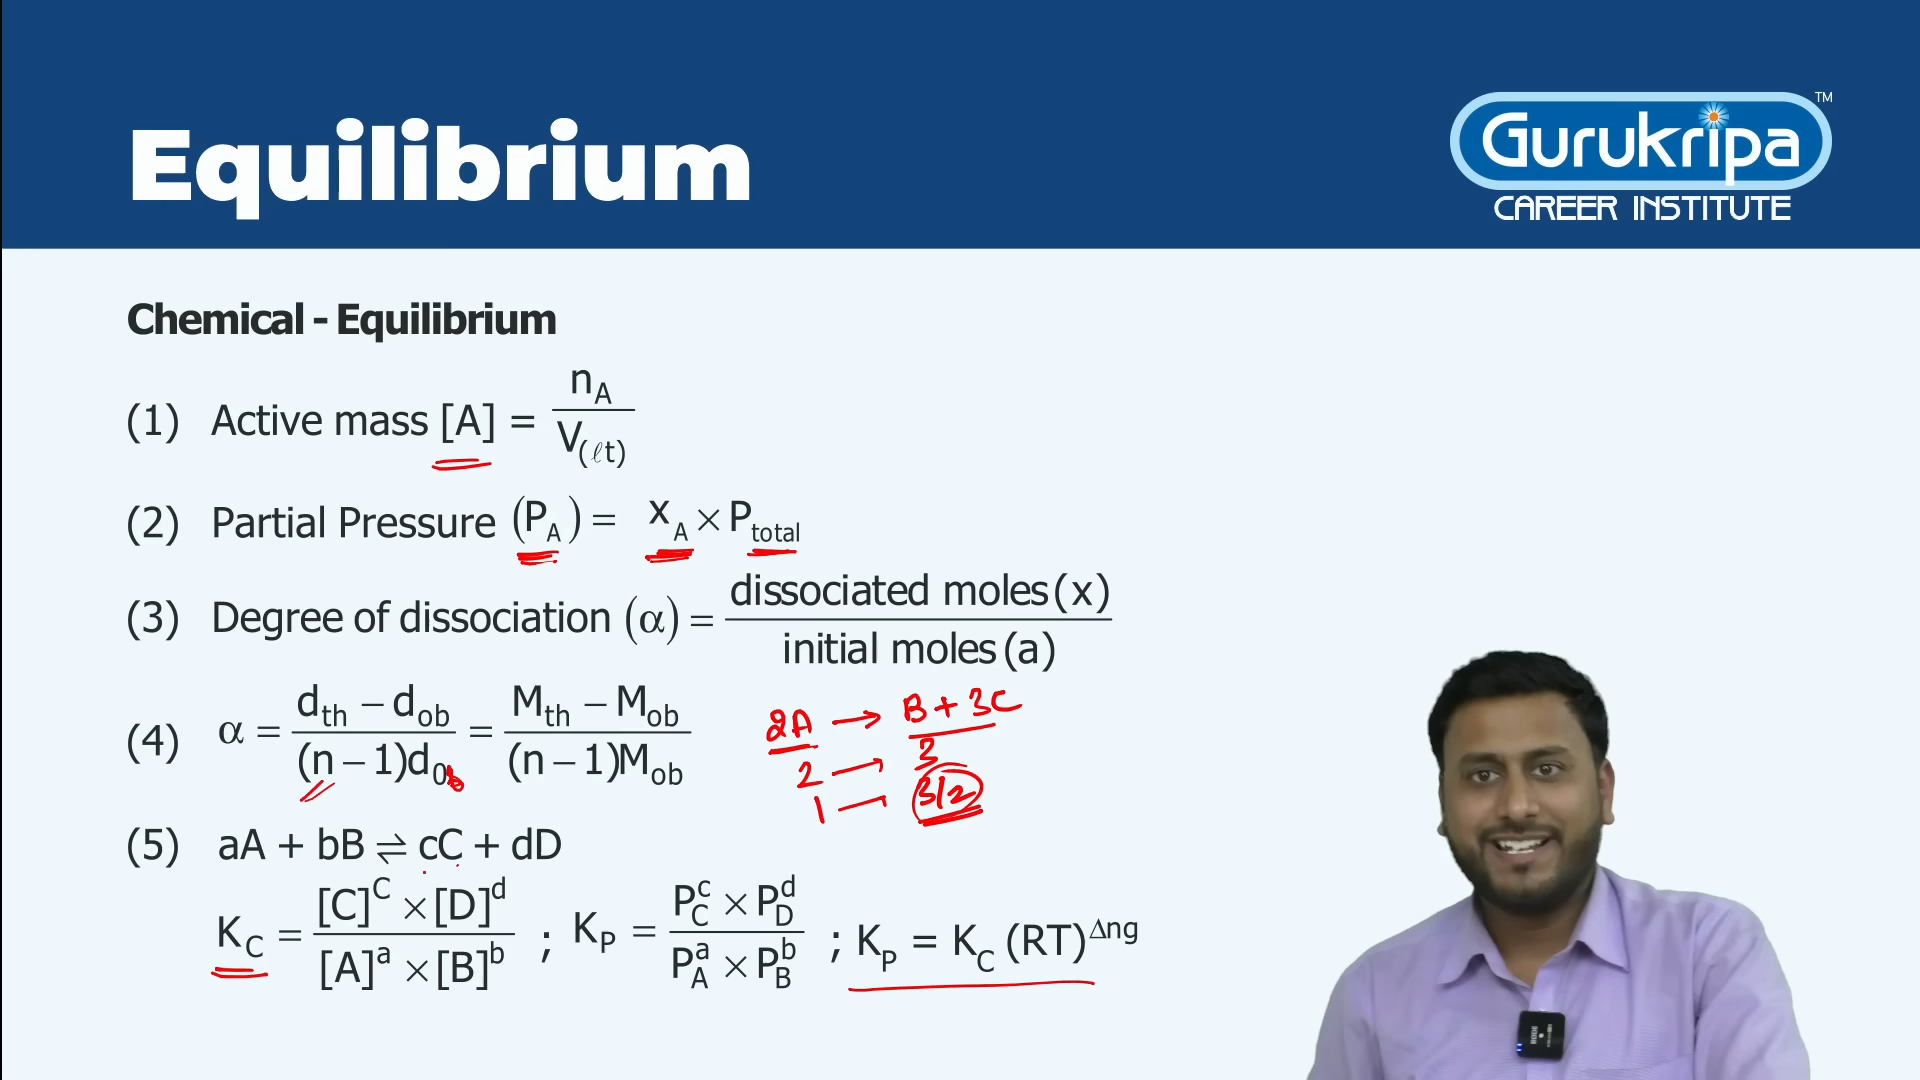 Equilibrium
Gurukripa
TM
CAREER INSTITUTE
Chemical - Equilibrium
(1) Active mass [A] = n_A / V_(ℓt)
(2) Partial Pressure (P_A) = x_A × P_total
(3) Degree of dissociation (α) = dissociated moles (x) / initial moles (a)
(4) α = (d_th − d_ob) / ((n − 1)d_0b) = (M_th − M_ob) / ((n − 1)M_ob)
2A → B + 3C
2 → 3
1 — 3/2
(5) aA + bB ⇌ cC + dD
K_C = [C]^C × [D]^d / [A]^a × [B]^b ; K_P = P_C^c × P_D^d / P_A^a × P_B^b ; K_P = K_C (RT)^Δng